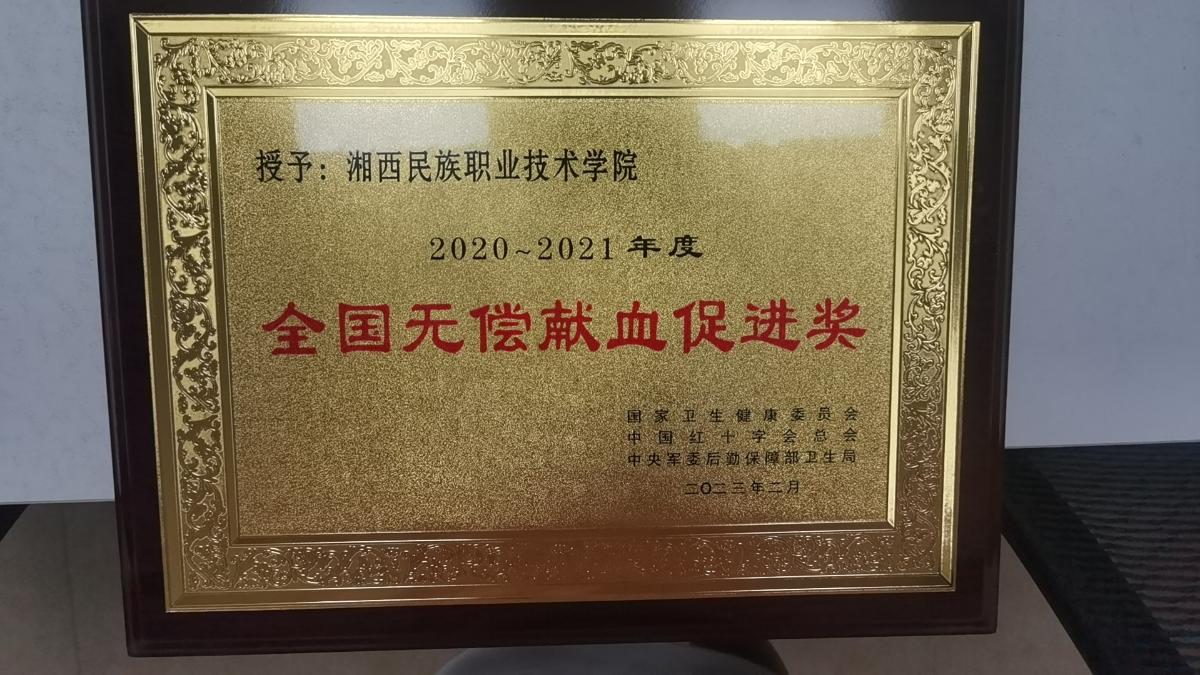 授予：湘西民族职业技术学院
2020~2021年度
全国无偿献血促进奖
国家卫生健康委员会
中国红十字会总会
中央军委后勤保障部卫生局
二〇二三年二月